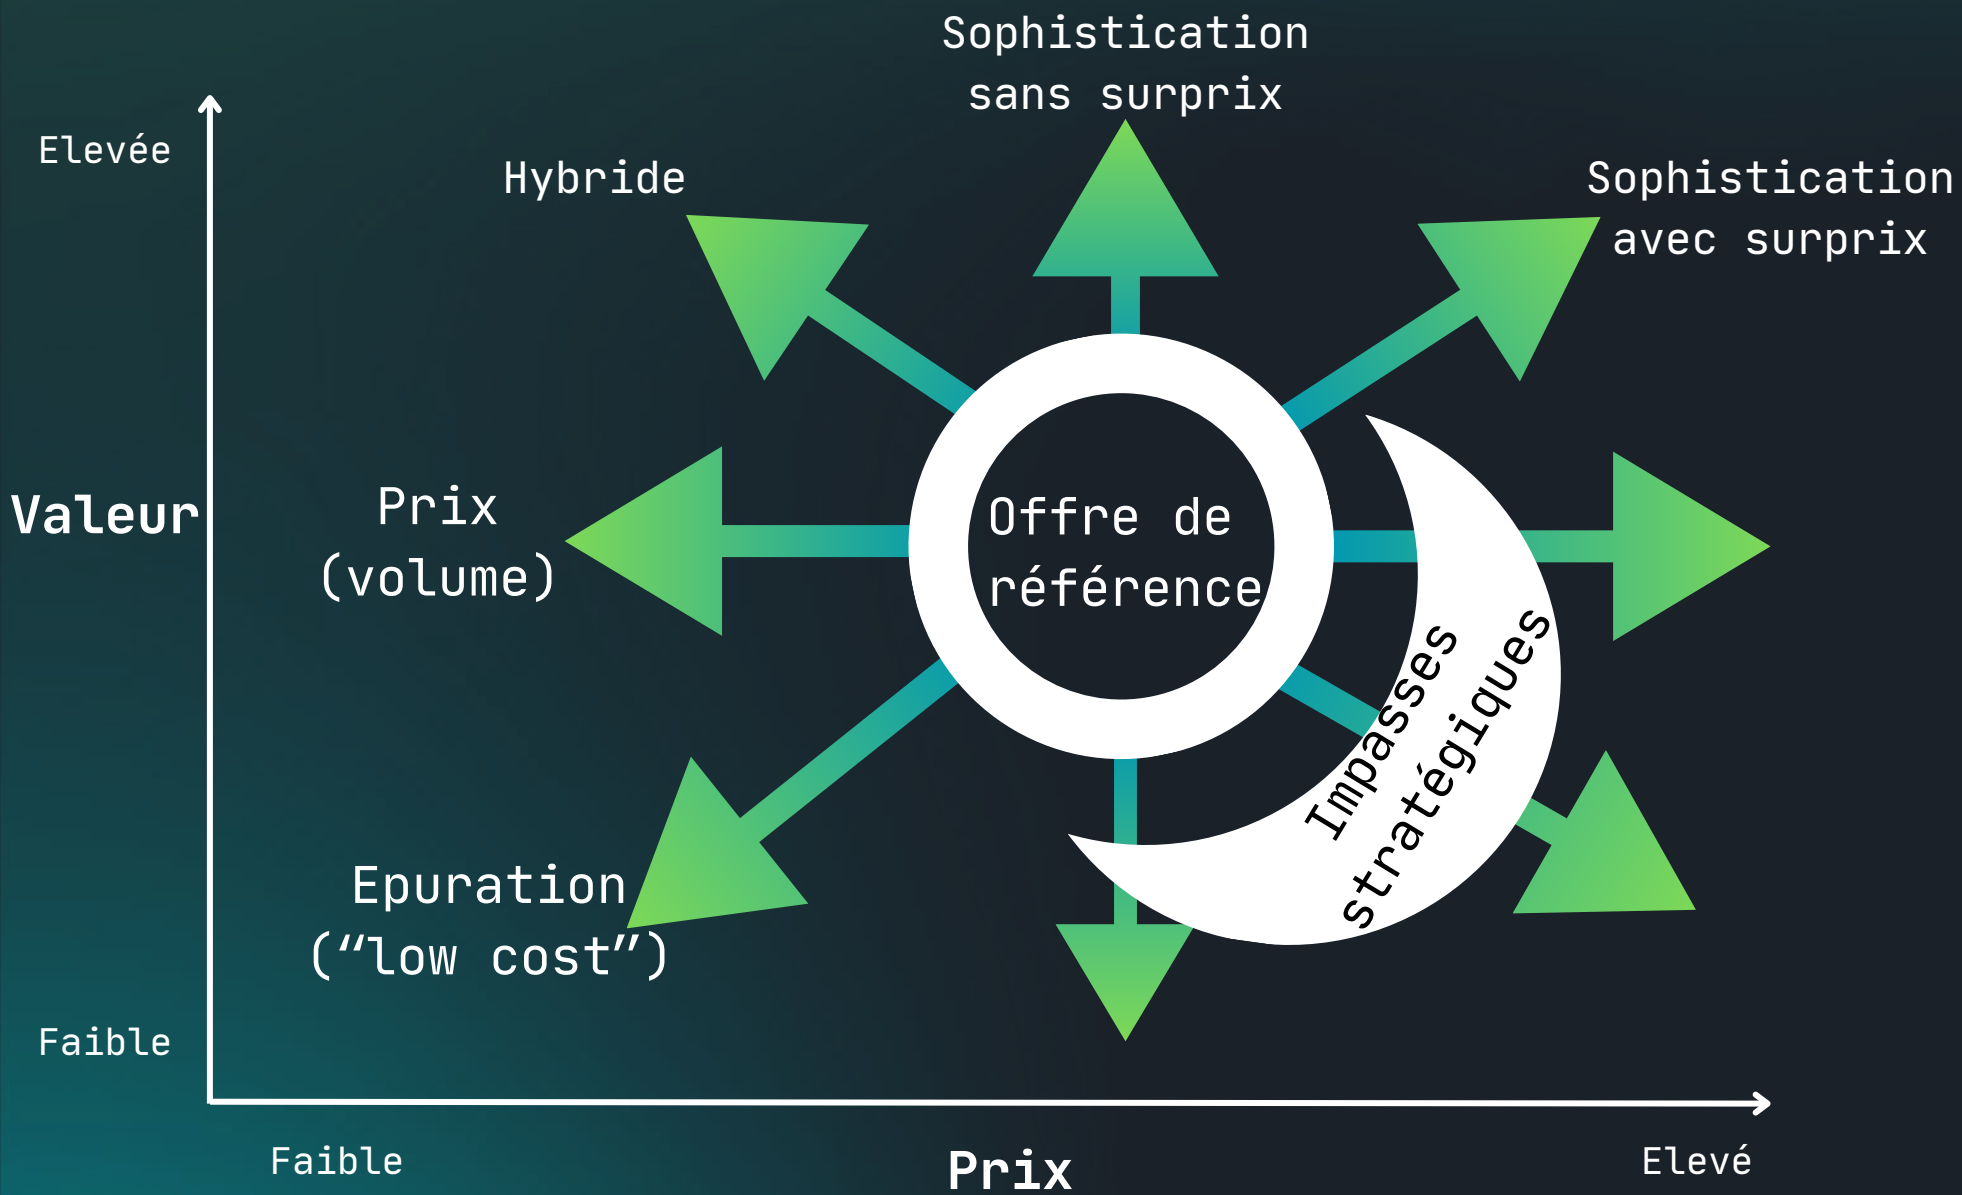 Sophistication
sans surprix
Elevée
Hybride
Sophistication
avec surprix
Valeur
Prix
(volume)
Offre de
référence
Impasses
stratégiques
Epuration
(“low cost”)
Faible
Faible
Prix
Elevé